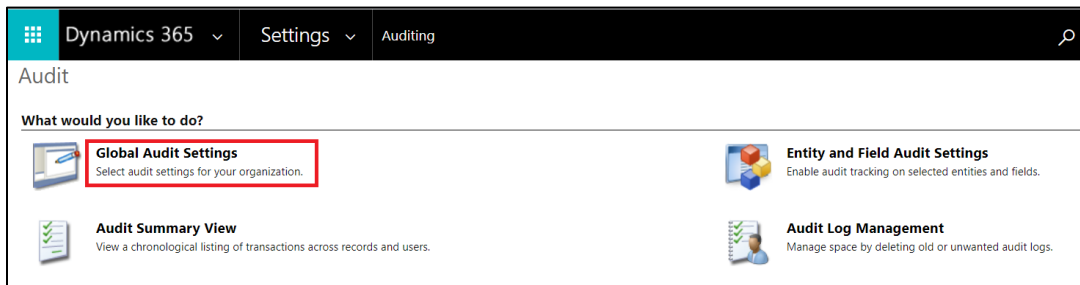 Dynamics 365 Settings Auditing
Audit
What would you like to do?
Global Audit Settings
Select audit settings for your organization.
Entity and Field Audit Settings
Enable audit tracking on selected entities and fields.
Audit Summary View
View a chronological listing of transactions across records and users.
Audit Log Management
Manage space by deleting old or unwanted audit logs.